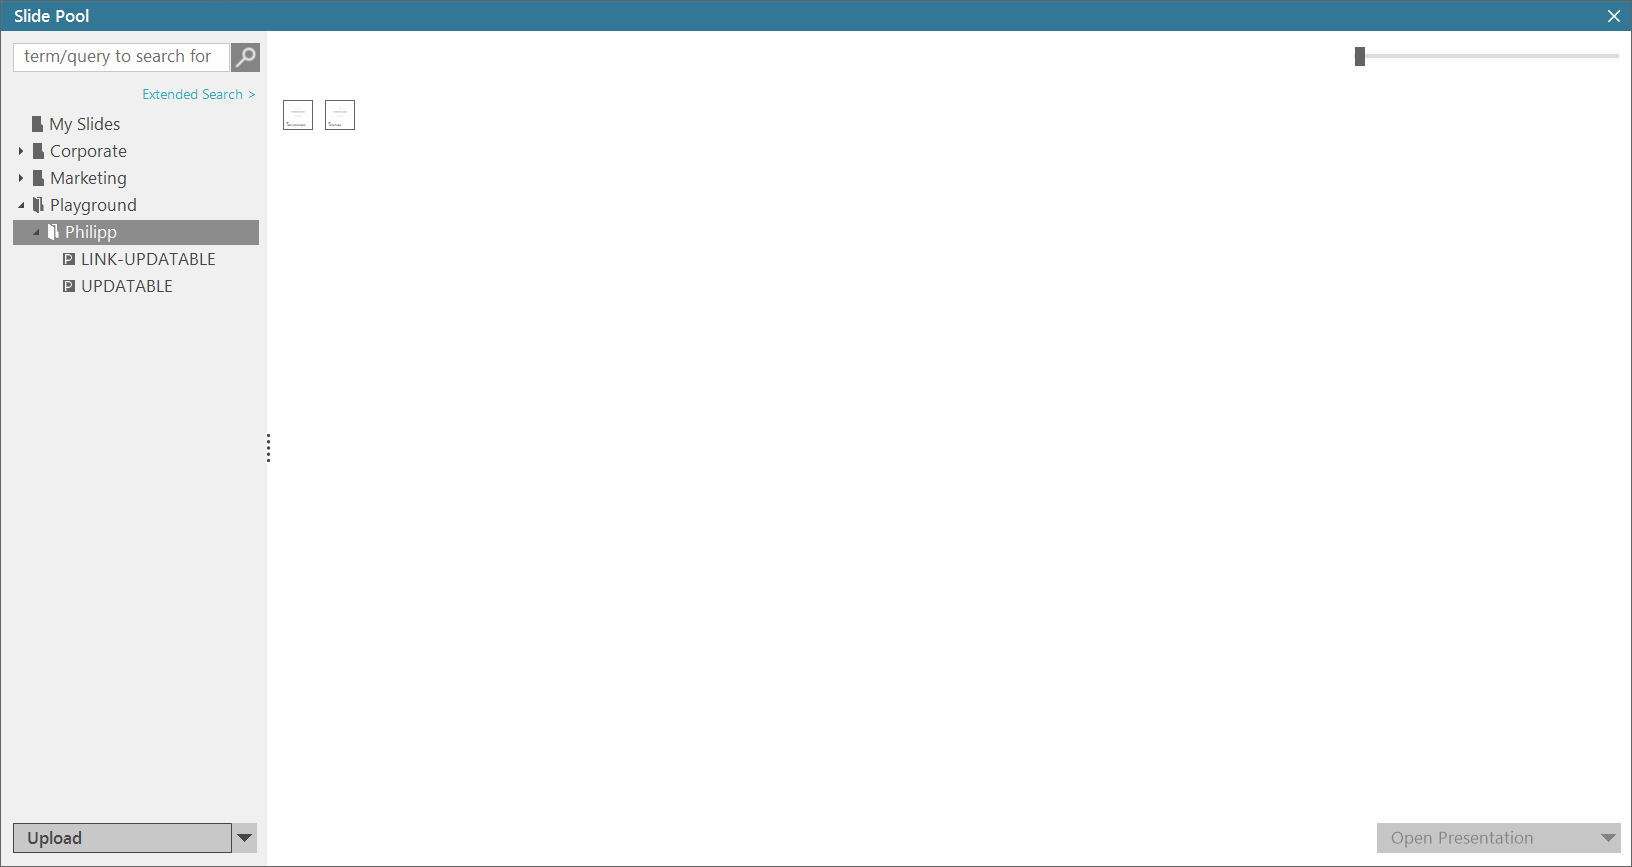 Slide Pool
term/query to search for
Extended Search >
My Slides
Corporate
Marketing
Playground
Philipp
P LINK-UPDATABLE
P UPDATABLE
Upload
Open Presentation